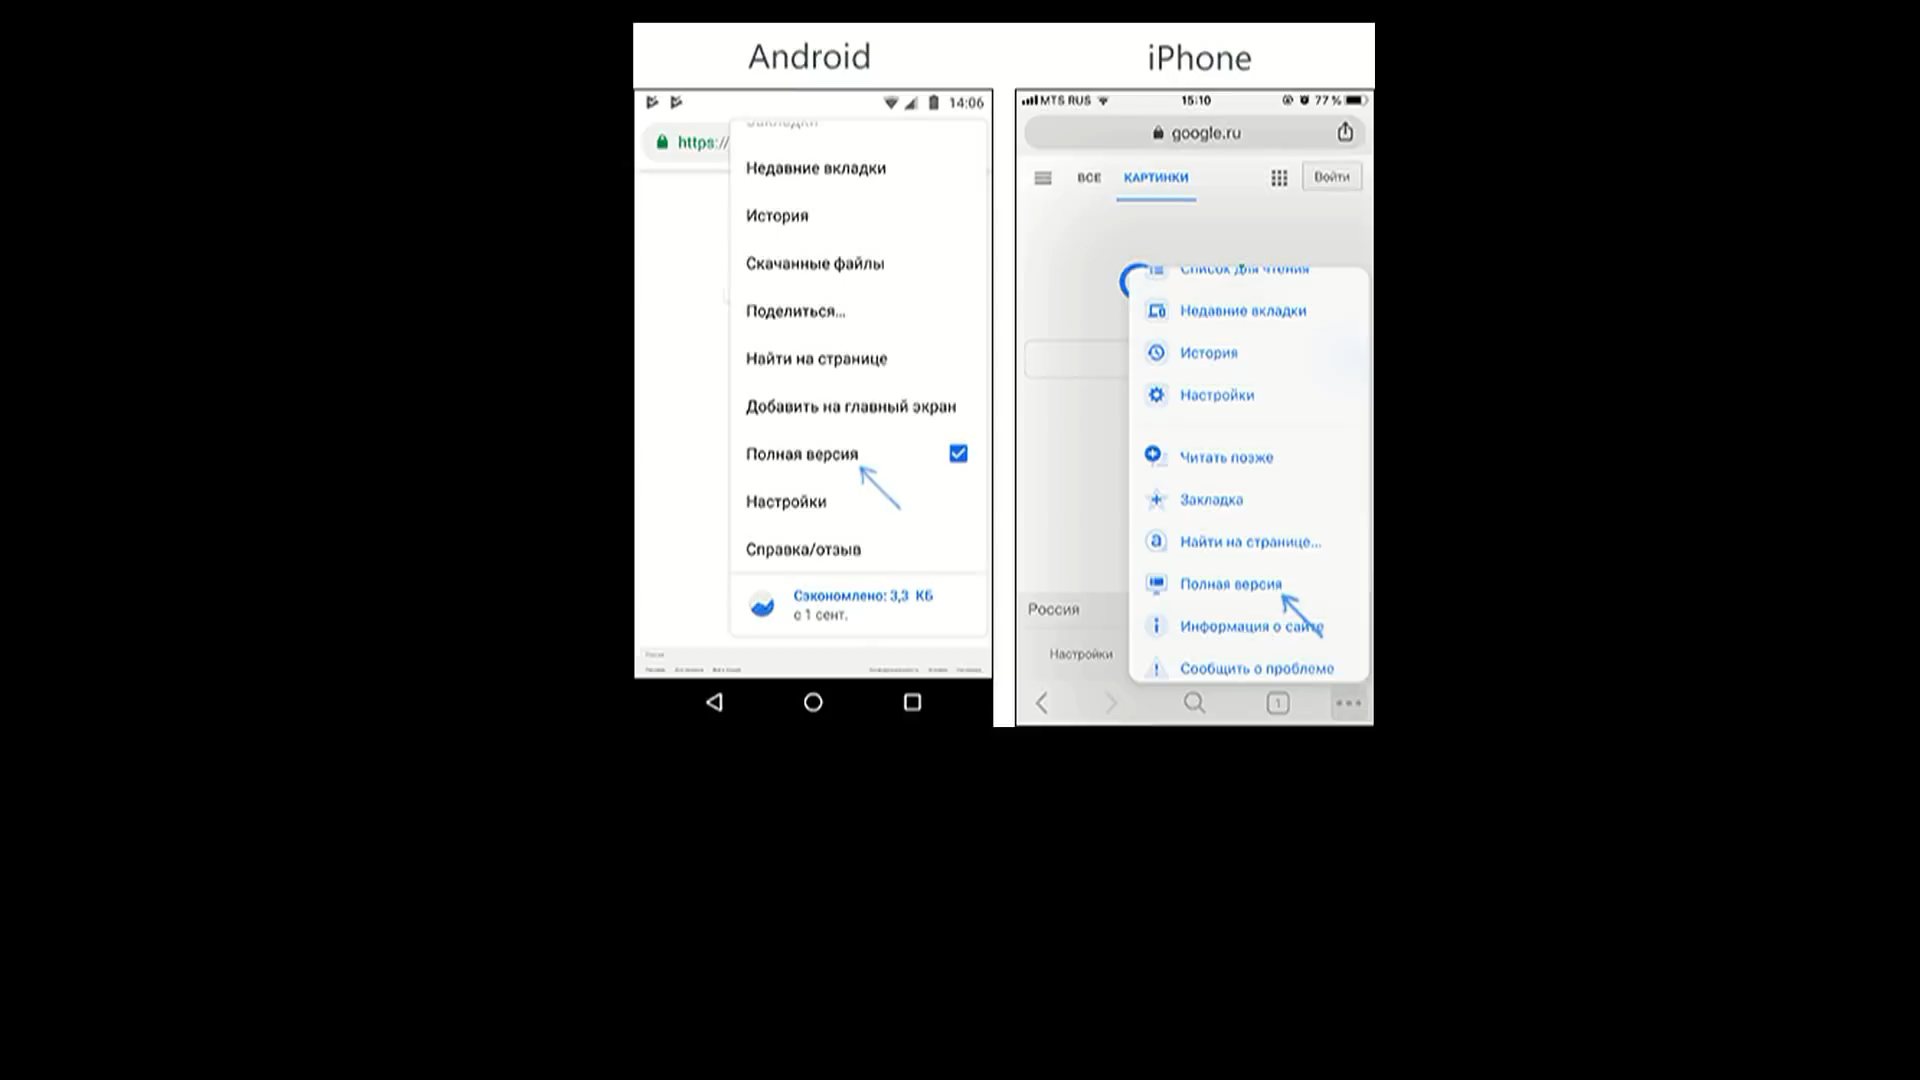 Android
14:06
https://
Недавние вкладки
История
Скачанные файлы
Поделиться...
Найти на странице
Добавить на главный экран
Полная версия
Настройки
Справка/отзыв
Сэкономлено: 3,3 КБ
с 1 сент.
iPhone
MTS RUS
15:10
77 %
google.ru
ВСЕ
КАРТИНКИ
Войти
Список для чтения
Недавние вкладки
История
Настройки
Читать позже
Закладка
Найти на странице...
Полная версия
Информация о сайте
Сообщить о проблеме
Россия
Настройки
1